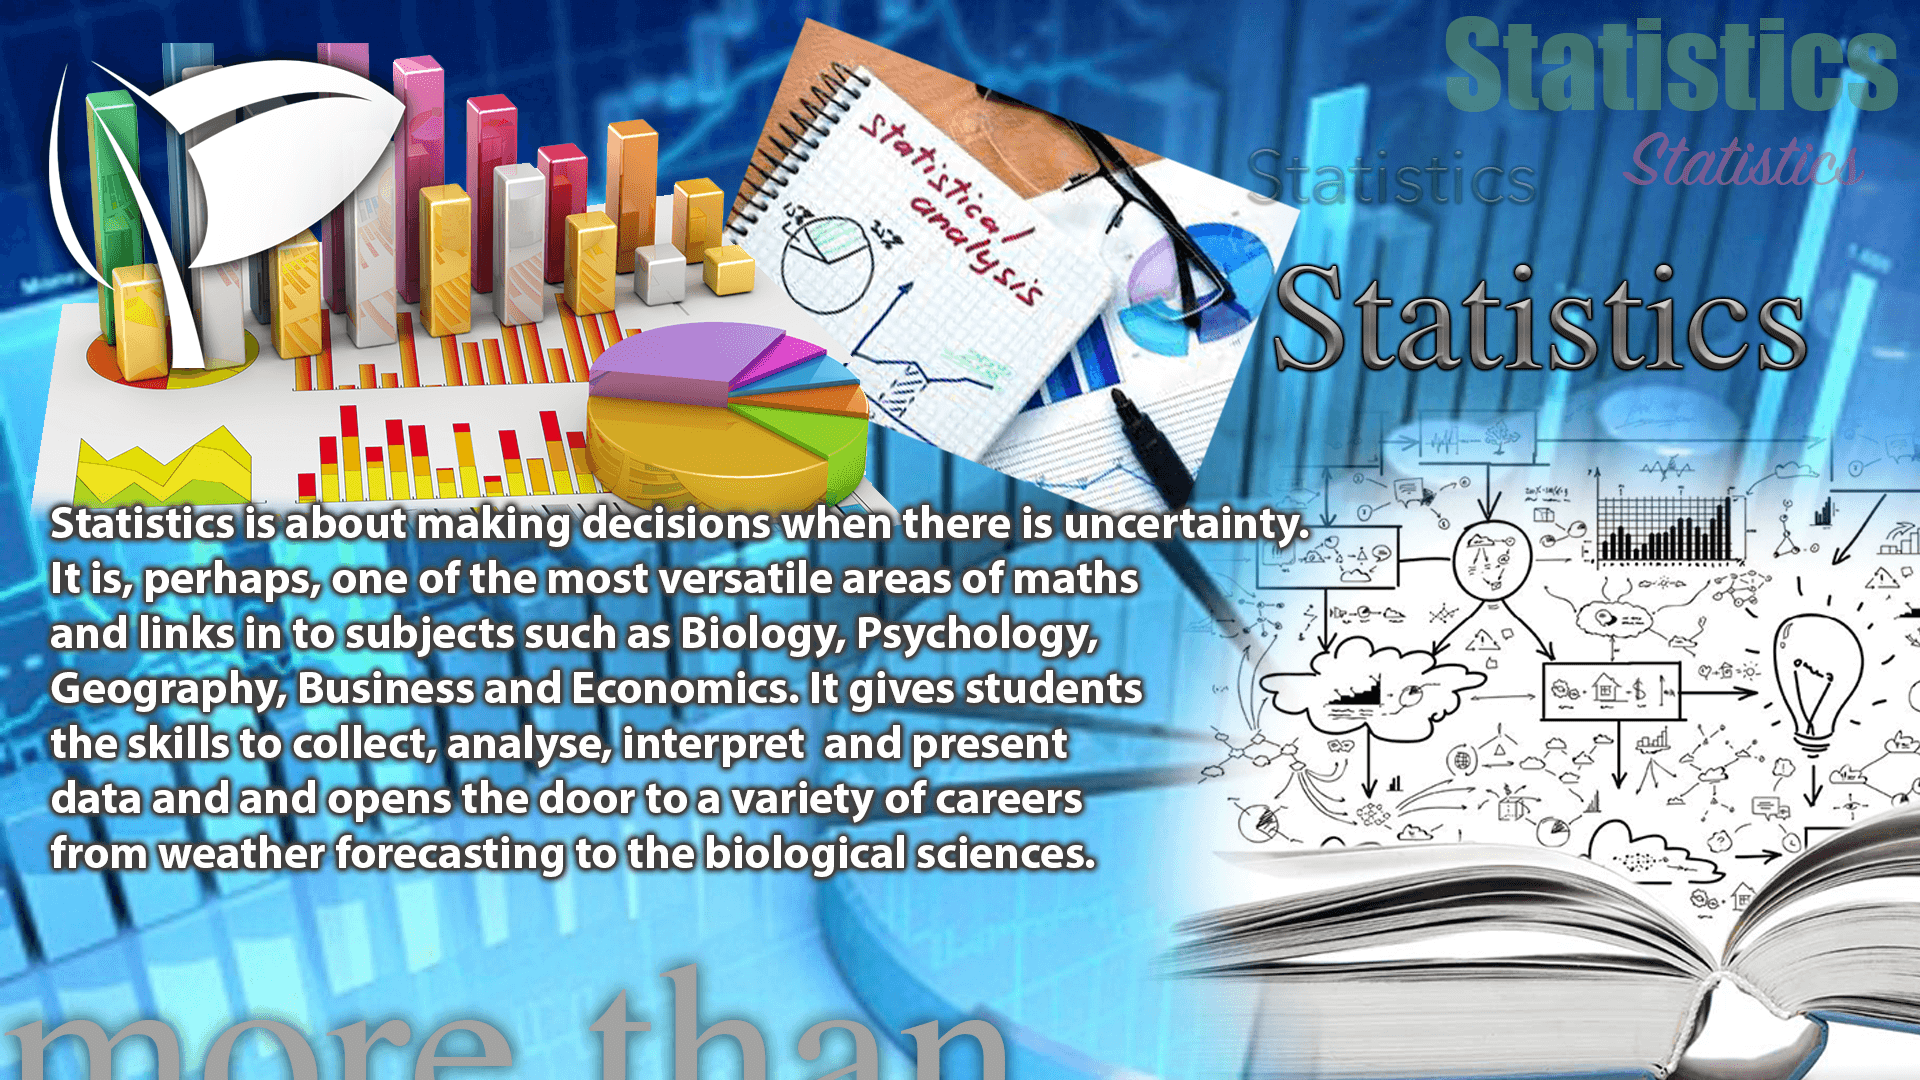 Statistics
Statistics
Statistics
Statistics
statistical
analysis
15%
35%
Statistics is about making decisions when there is uncertainty.
It is, perhaps, one of the most versatile areas of maths
and links in to subjects such as Biology, Psychology,
Geography, Business and Economics. It gives students
the skills to collect, analyse, interpret  and present
data and and opens the door to a variety of careers
from weather forecasting to the biological sciences.
more than